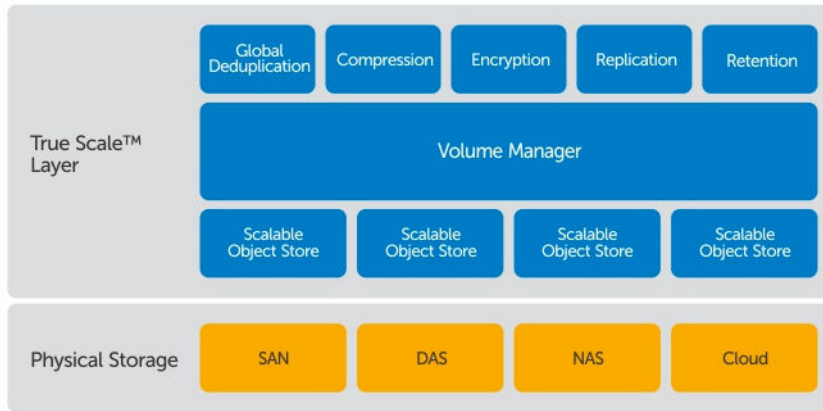 Global
Deduplication
Compression
Encryption
Replication
Retention
True Scale™
Layer
Volume Manager
Scalable
Object Store
Scalable
Object Store
Scalable
Object Store
Scalable
Object Store
Physical Storage
SAN
DAS
NAS
Cloud